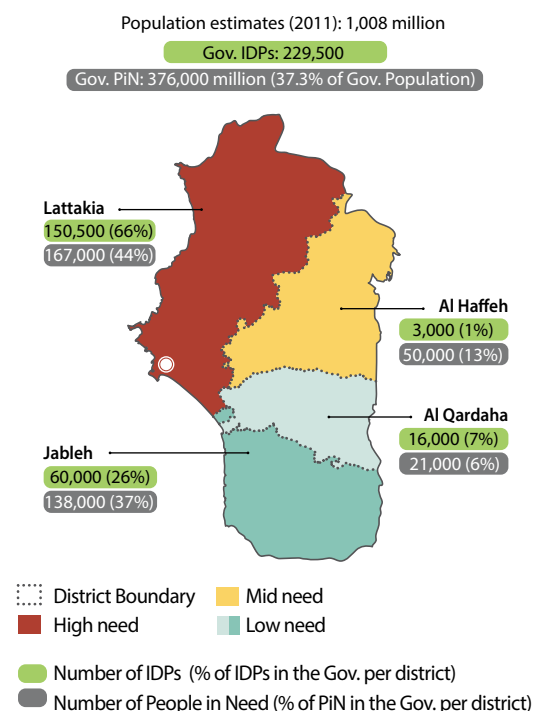 Population estimates (2011): 1,008 million
Gov. IDPs: 229,500
Gov. PiN: 376,000 million (37.3% of Gov. Population)
Lattakia
150,500 (66%)
167,000 (44%)
Al Haffeh
3,000 (1%)
50,000 (13%)
Al Qardaha
16,000 (7%)
21,000 (6%)
Jableh
60,000 (26%)
138,000 (37%)
District Boundary
Mid need
High need
Low need
Number of IDPs (% of IDPs in the Gov. per district)
Number of People in Need (% of PiN in the Gov. per district)